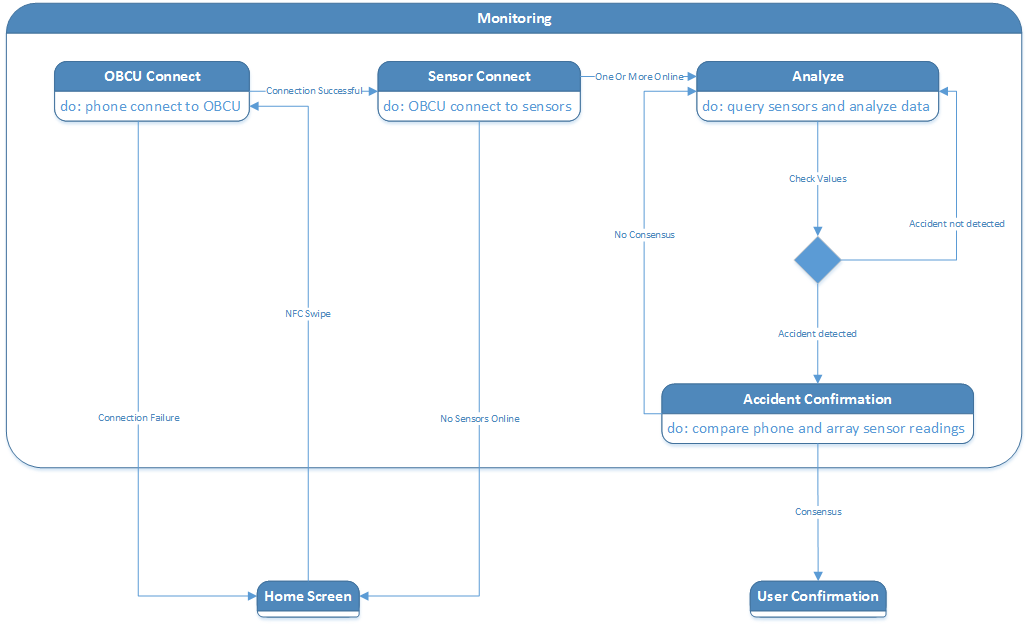 Monitoring
OBCU Connect
do: phone connect to OBCU
Connection Successful
Sensor Connect
do: OBCU connect to sensors
One Or More Online
Analyze
do: query sensors and analyze data
Check Values
Accident not detected
No Consensus
NFC Swipe
Accident detected
Accident Confirmation
do: compare phone and array sensor readings
Connection Failure
No Sensors Online
Consensus
Home Screen
User Confirmation